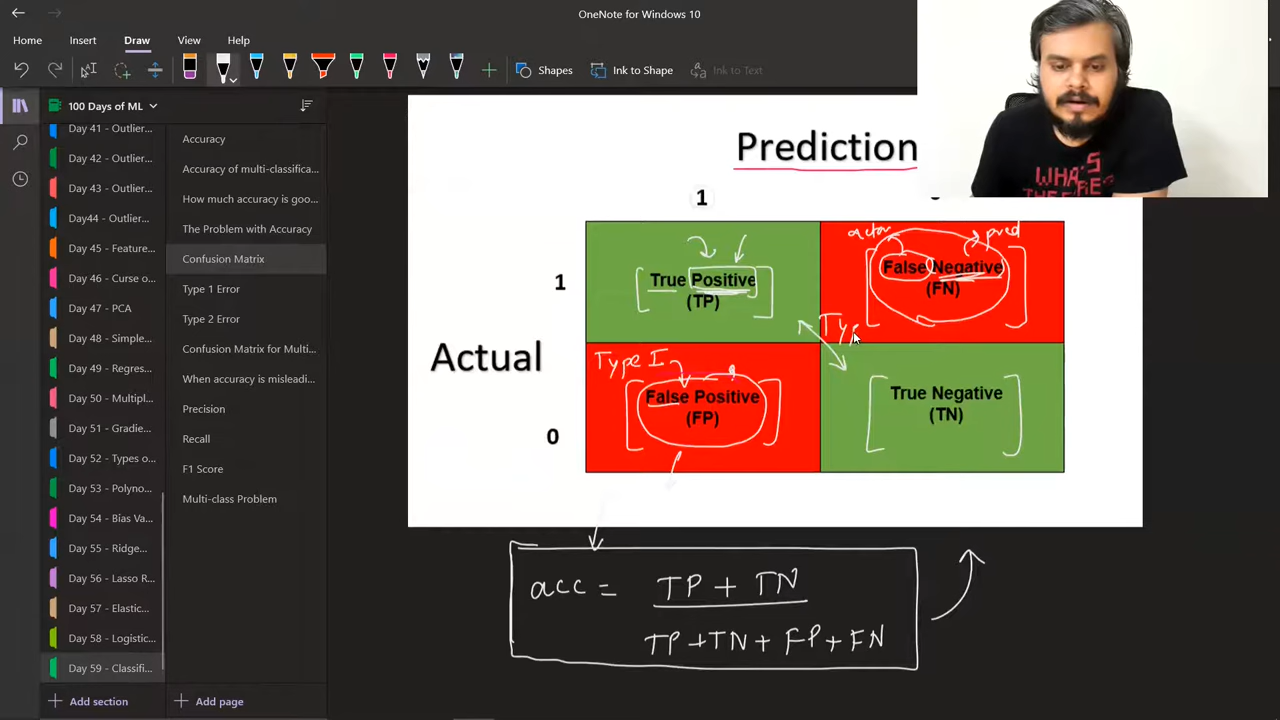 OneNote for Windows 10
Home Insert Draw View Help
Shapes Ink to Shape Ink to Text
100 Days of ML
Day 41 - Outlier...
Day 42 - Outlier...
Day 43 - Outlier...
Day44 - Outlier...
Day 45 - Feature...
Day 46 - Curse o...
Day 47 - PCA
Day 48 - Simple...
Day 49 - Regres...
Day 50 - Multipl...
Day 51 - Gradie...
Day 52 - Types o...
Day 53 - Polyno...
Day 54 - Bias Va...
Day 55 - Ridge...
Day 56 - Lasso R...
Day 57 - Elastic...
Day 58 - Logistic...
Day 59 - Classifi...
Add section
Accuracy
Accuracy of multi-classifica...
How much accuracy is goo...
The Problem with Accuracy
Confusion Matrix
Type 1 Error
Type 2 Error
Confusion Matrix for Multi...
When accuracy is misleadi...
Precision
Recall
F1 Score
Multi-class Problem
Add page
Prediction
1
Actual
1
0
True Positive
(TP)
pred
False Negative
(FN)
Typ
Type I
False Positive
(FP)
True Negative
(TN)
acc = TP + TN
TP + TN + FP + FN
WHA'S